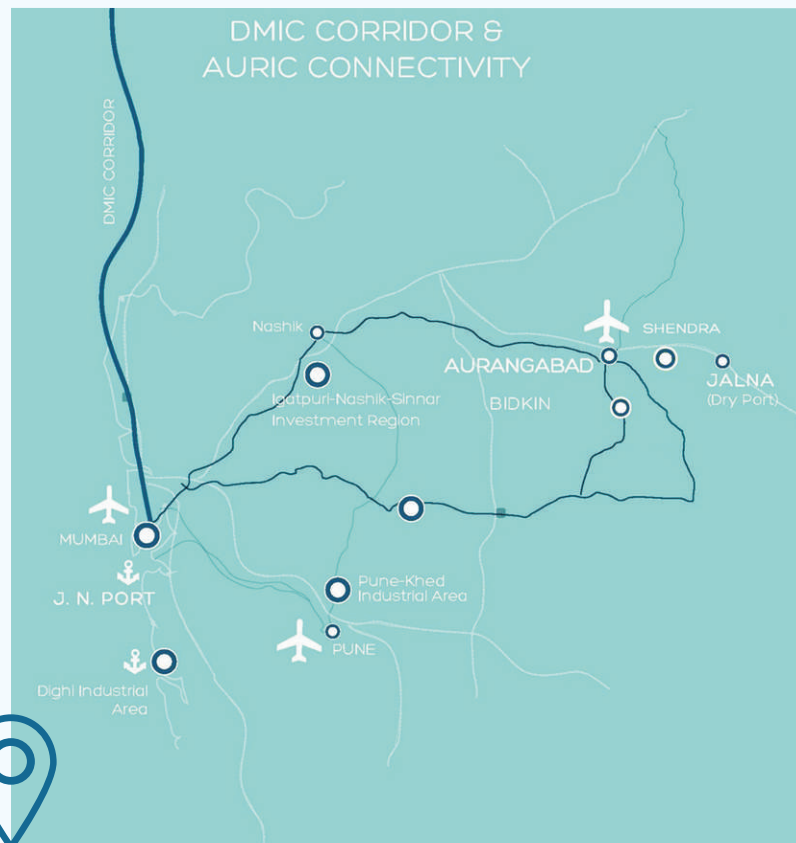 DMIC CORRIDOR &
AURIC CONNECTIVITY
DMIC CORRIDOR
Nashik
SHENDRA
AURANGABAD
JALNA
(Dry Port)
Igatpuri-Nashik-Sinnar
Investment Region
BIDKIN
MUMBAI
J. N. PORT
Pune-Khed
Industrial Area
PUNE
Dighi Industrial
Area